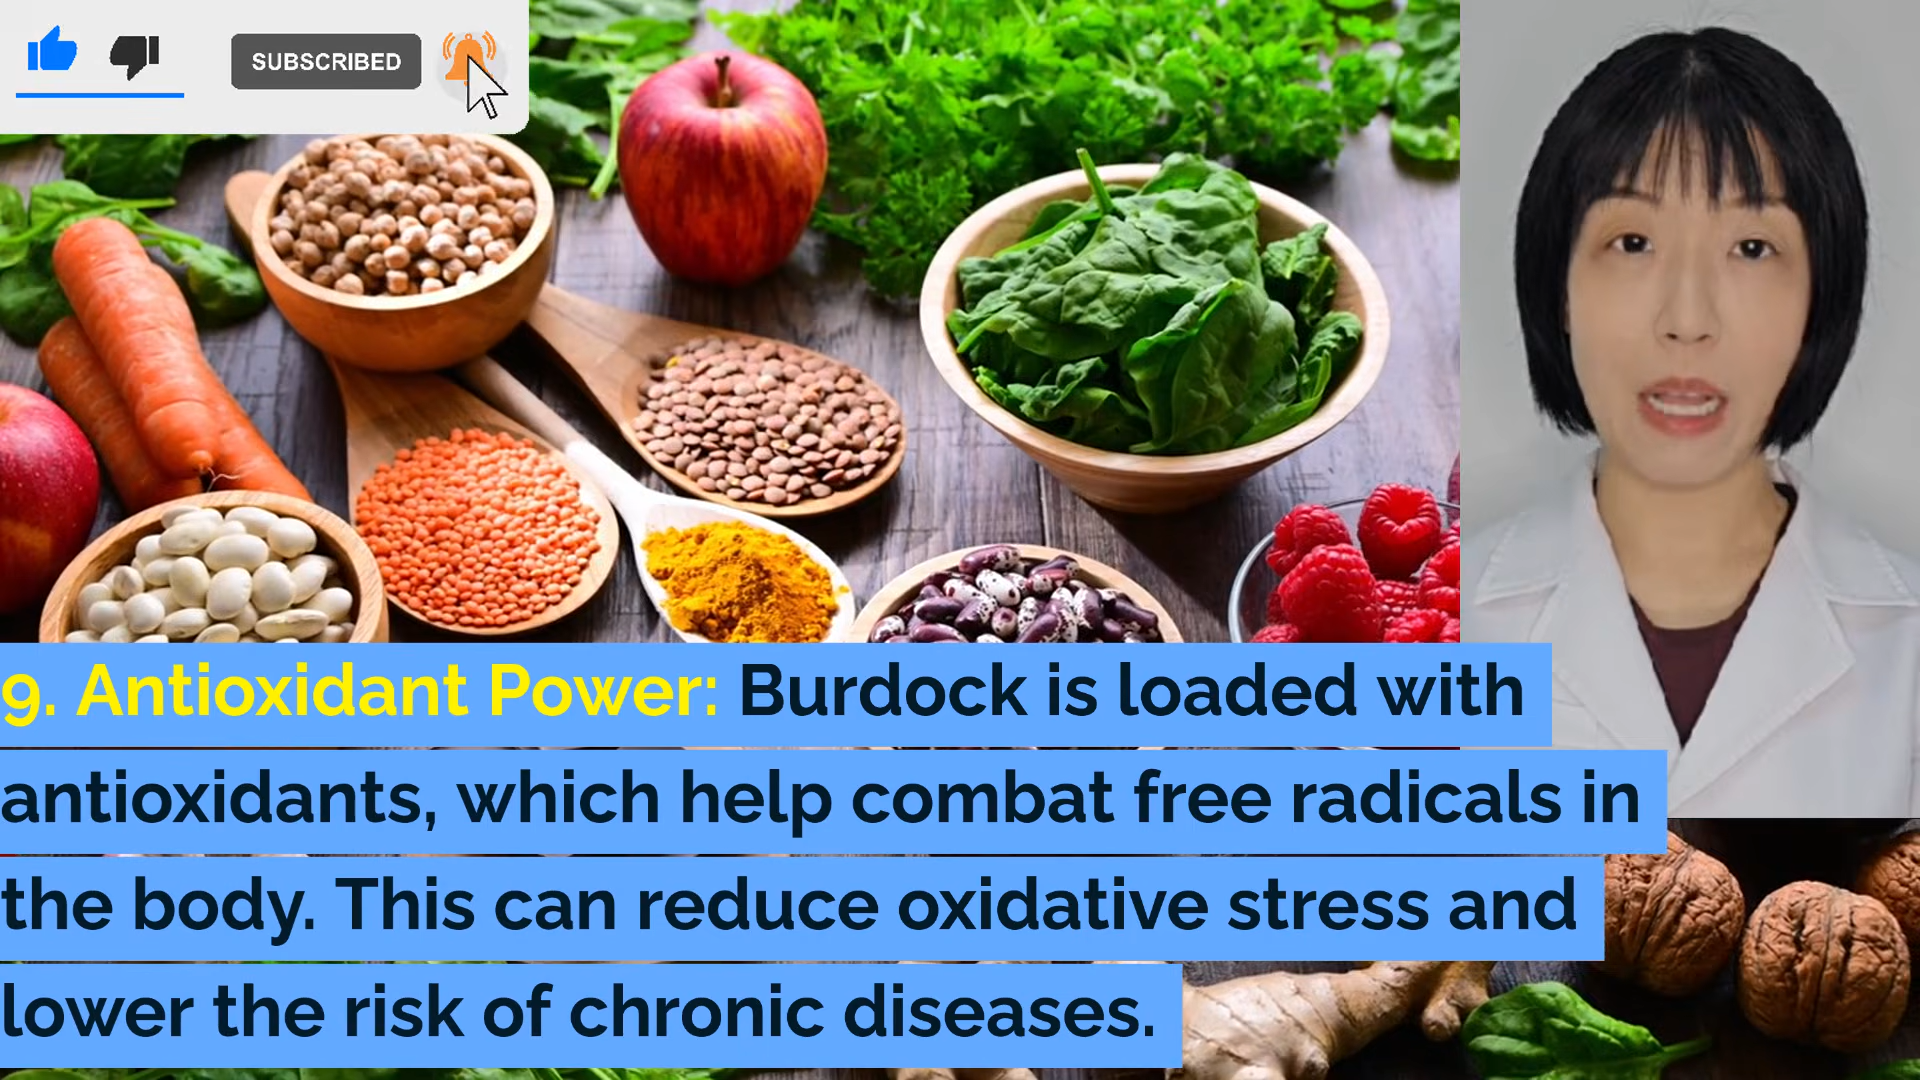 SUBSCRIBED
9. Antioxidant Power: Burdock is loaded with
antioxidants, which help combat free radicals in
the body. This can reduce oxidative stress and
lower the risk of chronic diseases.